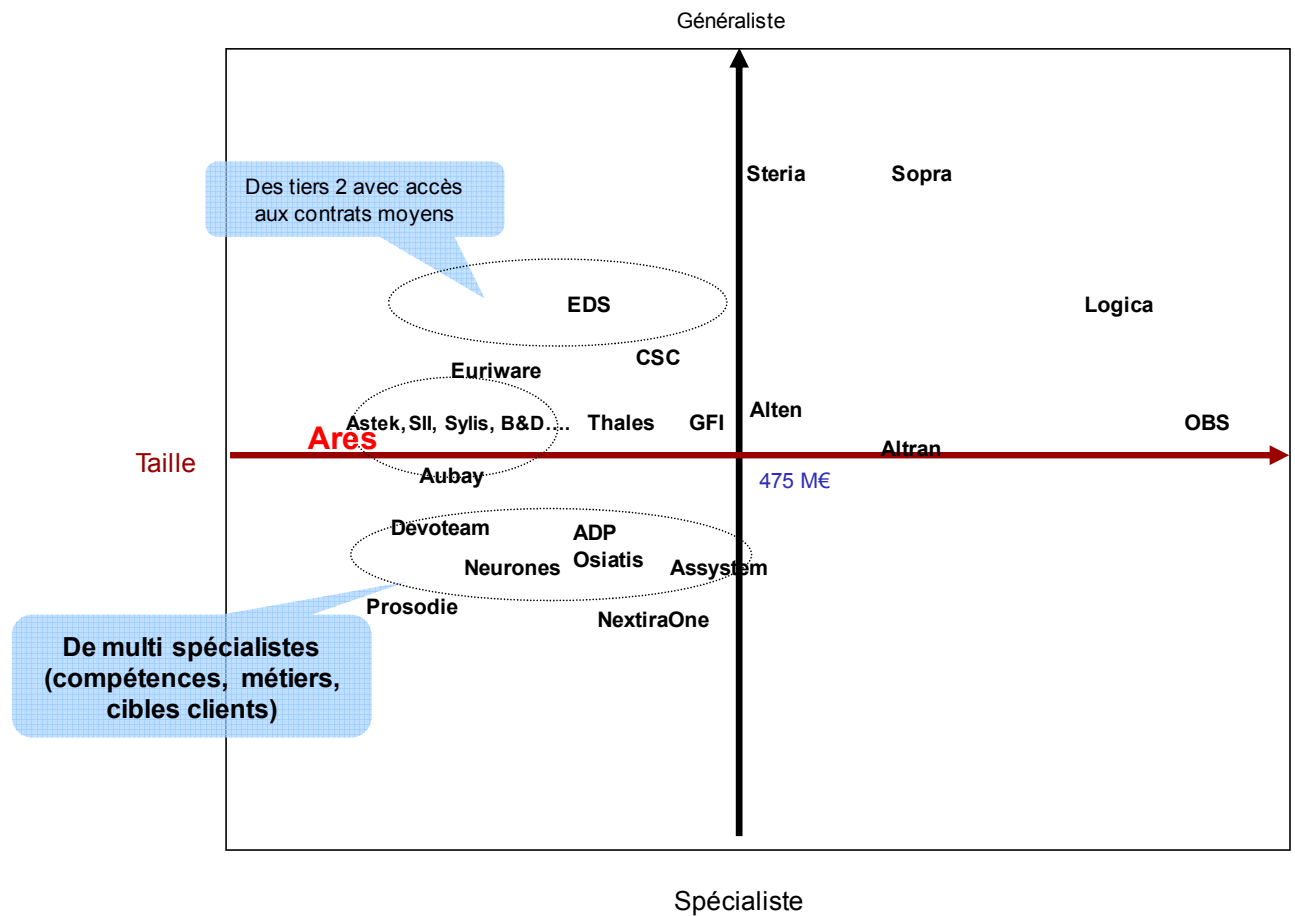 Généraliste
Steria
Sopra
Des tiers 2 avec accès
aux contrats moyens
EDS
Logica
CSC
Euriware
Alten
Astek, SII, Sylis, B&D….
Thales
GFI
OBS
Ares
Altran
Taille
Aubay
475 M€
Devoteam
ADP
Osiatis
Neurones
Assystem
Prosodie
NextiraOne
De multi spécialistes
(compétences, métiers,
cibles clients)
Spécialiste